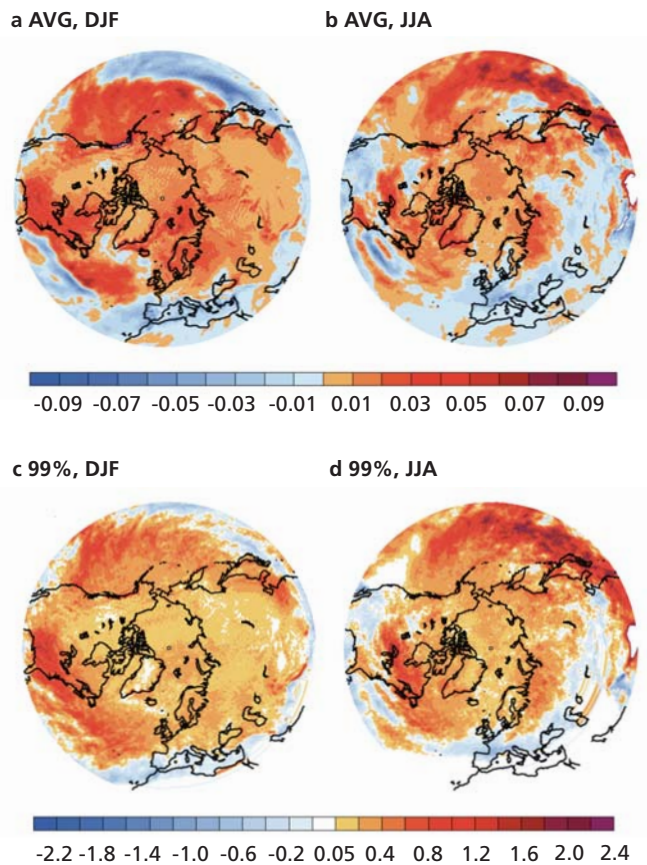 a AVG, DJF
b AVG, JJA
-0.09 -0.07 -0.05 -0.03 -0.01 0.01 0.03 0.05 0.07 0.09
c 99%, DJF
d 99%, JJA
-2.2 -1.8 -1.4 -1.0 -0.6 -0.2 0.05 0.4 0.8 1.2 1.6 2.0 2.4